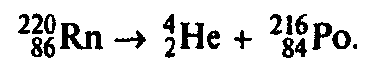 ²²⁰₈₆Rn → ⁴₂He + ²¹⁶₈₄Po.